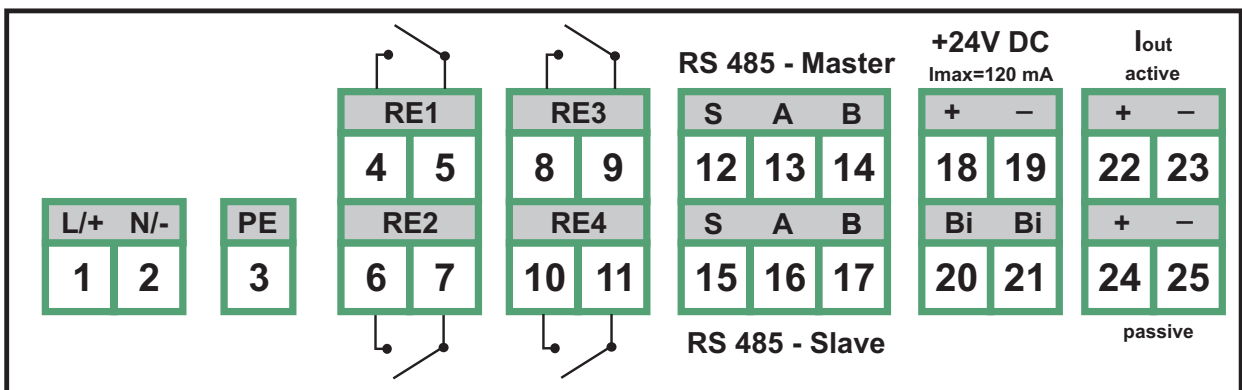 +24V DC Iout
RS 485 - Master Imax=120 mA active
RE1 RE3 S A B + – + –
4 5 8 9 12 13 14 18 19 22 23
L/+ N/- PE RE2 RE4 S A B Bi Bi + –
1 2 3 6 7 10 11 15 16 17 20 21 24 25
RS 485 - Slave passive